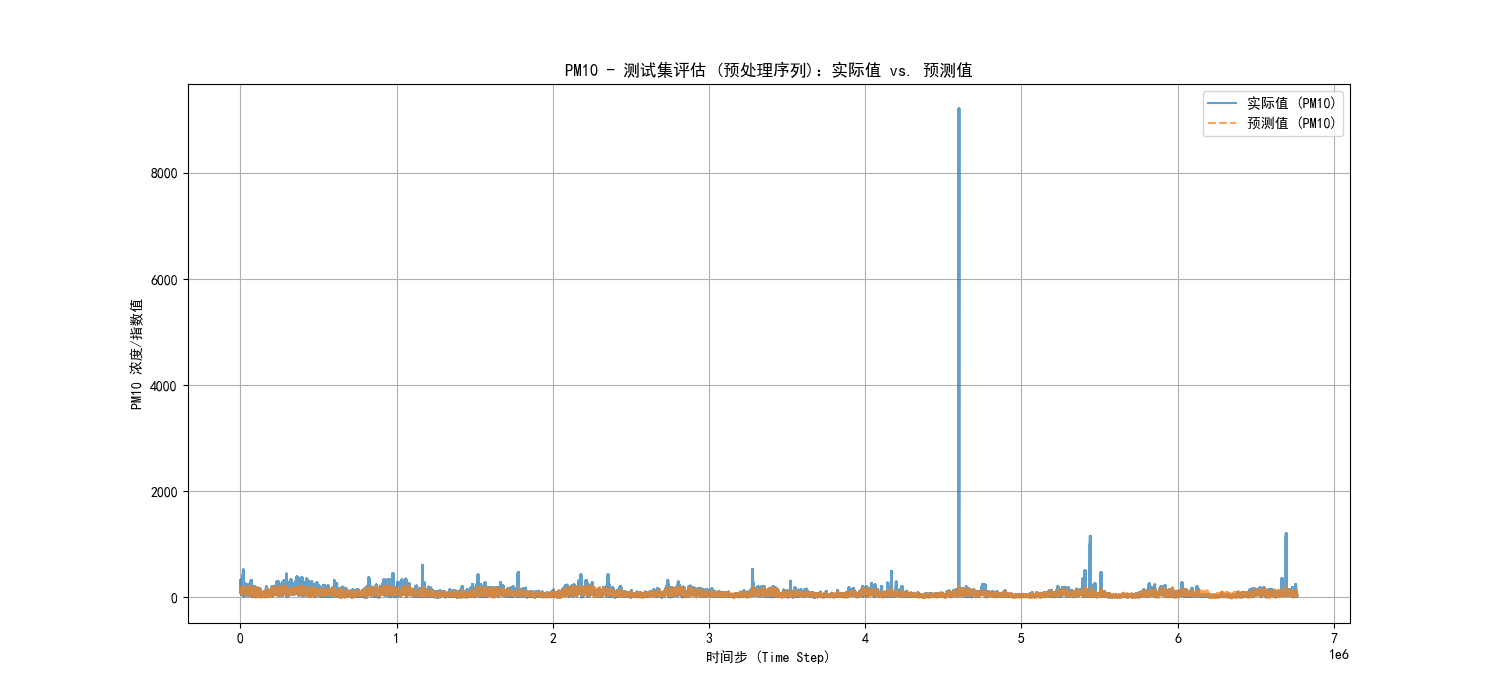 PM10 - 测试集评估 (预处理序列): 实际值 vs. 预测值
实际值 (PM10)
预测值 (PM10)
PM10 浓度/指数值
8000
6000
4000
2000
0
0 1 2 3 4 5 6 7
1e6
时间步 (Time Step)